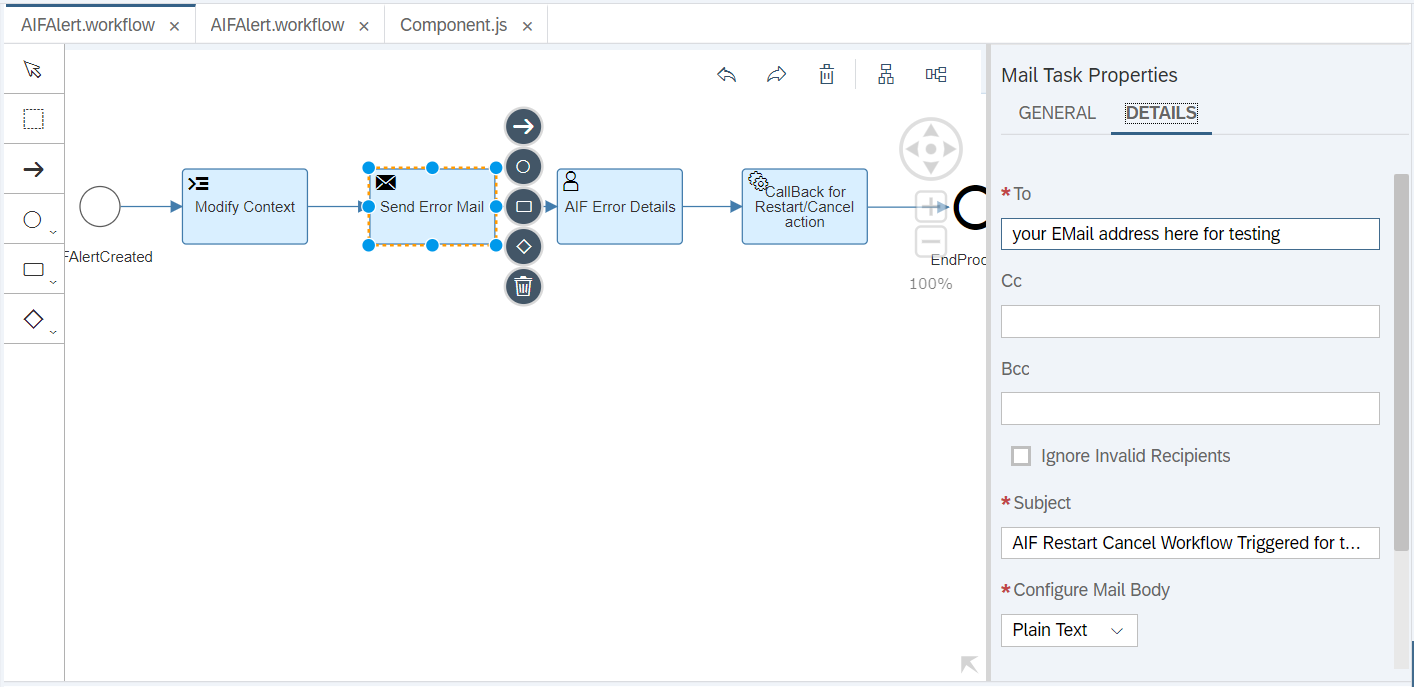 AIFAlert.workflow ×
AIFAlert.workflow ×
Component.js ×
Mail Task Properties
GENERAL
DETAILS
*To
your EMail address here for testing
Cc
Bcc
Ignore Invalid Recipients
*Subject
AIF Restart Cancel Workflow Triggered for t...
*Configure Mail Body
Plain Text
FAlertCreated
Modify Context
Send Error Mail
AIF Error Details
CallBack for
Restart/Cancel
action
EndProc
100%